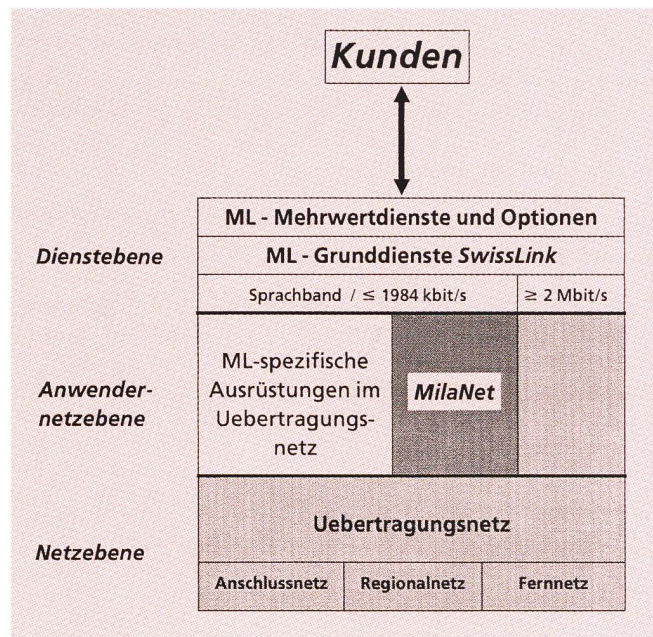 Kunden
ML - Mehrwertdienste und Optionen
Dienstebene
ML - Grunddienste SwissLink
Sprachband / ≤ 1984 kbit/s
≥ 2 Mbit/s
ML-spezifische
Ausrüstungen im
Uebertragungs-
netz
MilaNet
Anwender-
netzebene
Uebertragungsnetz
Netzebene
Anschlussnetz
Regionalnetz
Fernnetz